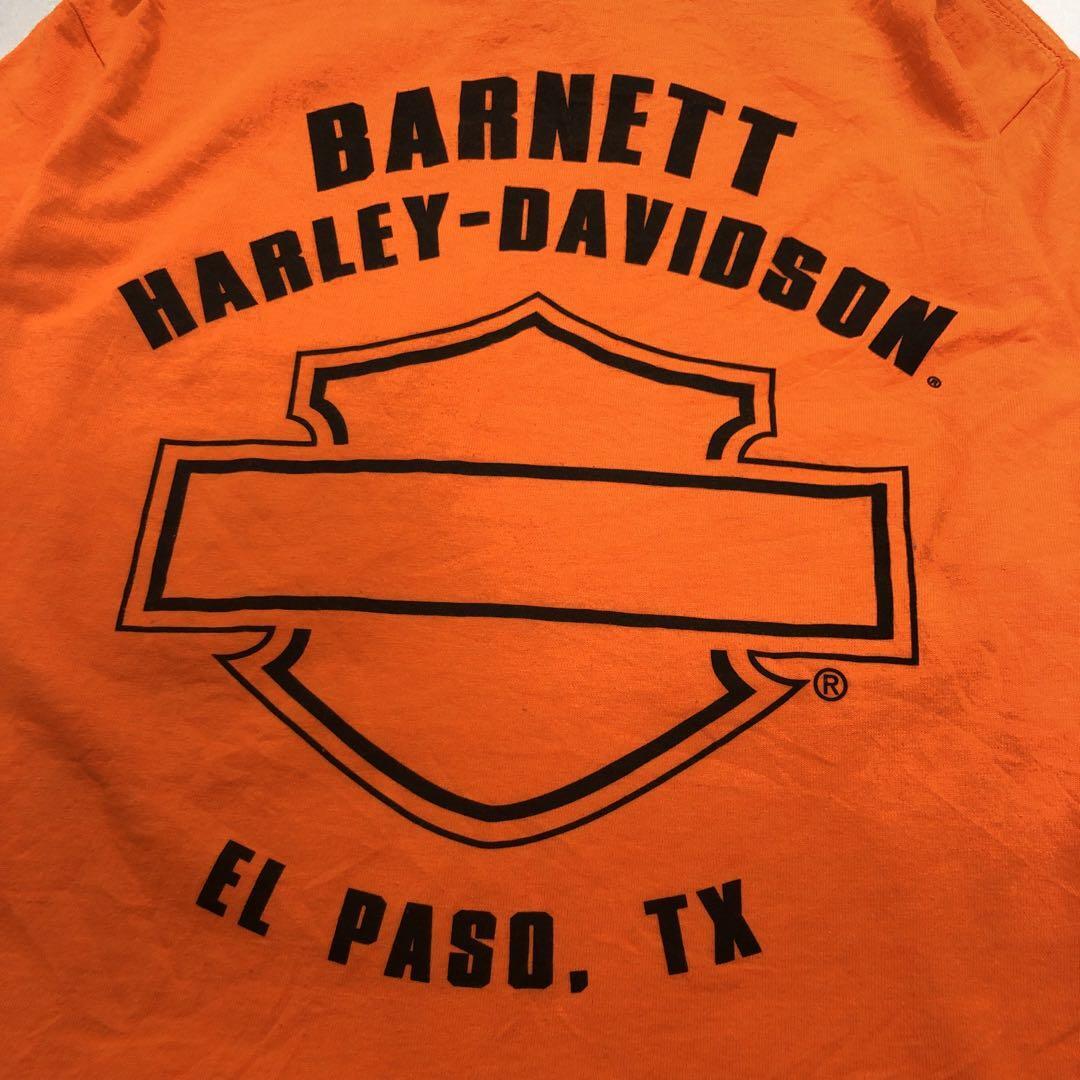 BARNETT
HARLEY-DAVIDSON®
®
EL PASO, TX